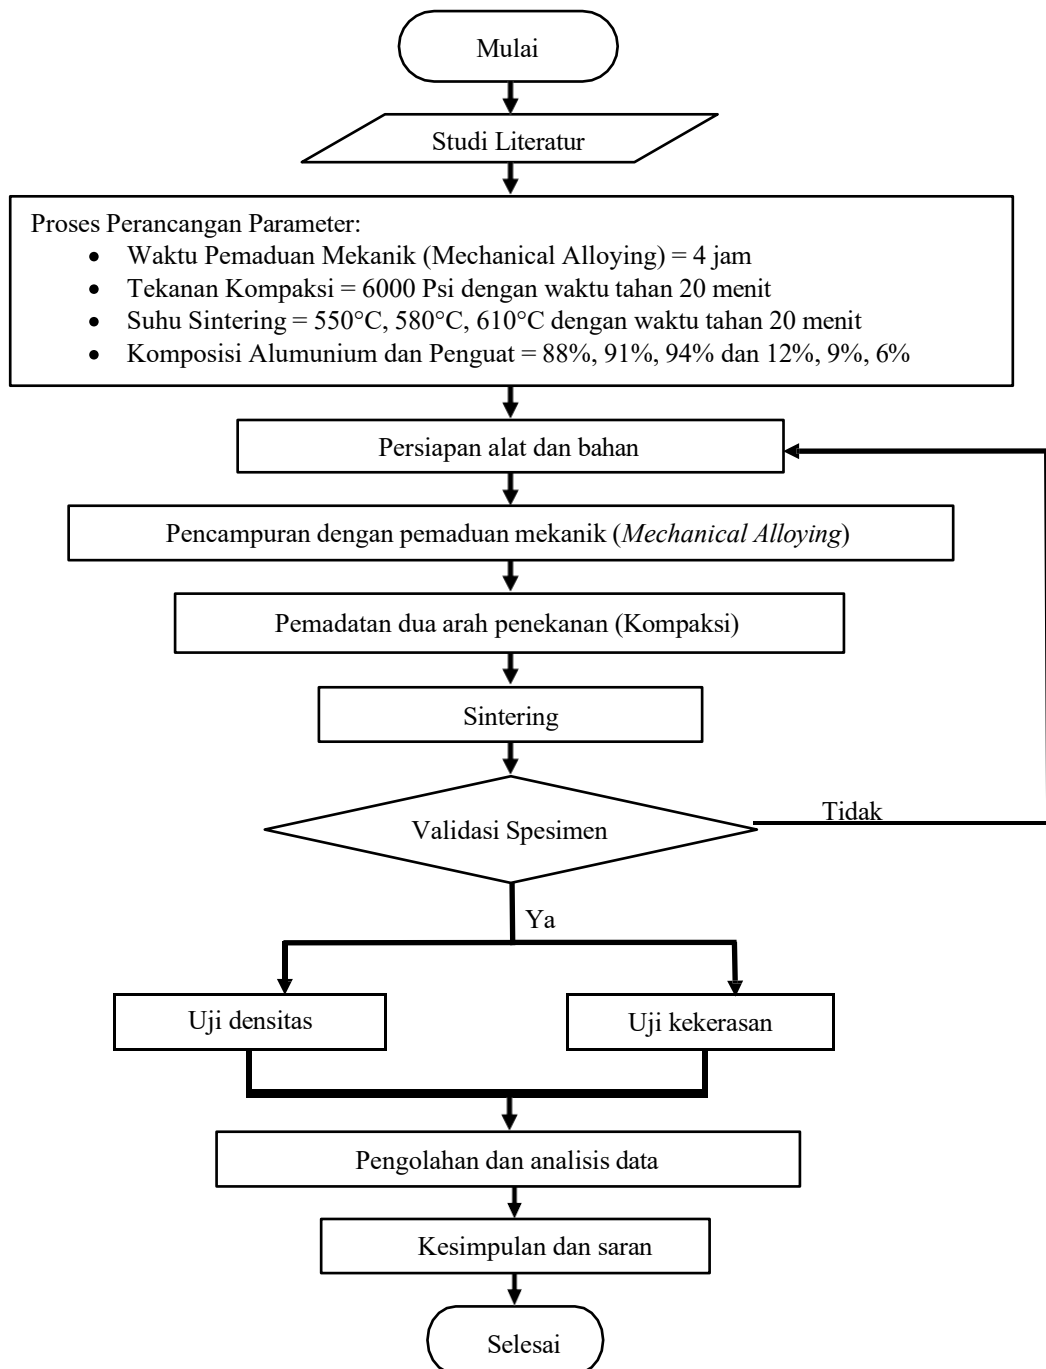 Mulai
Studi Literatur
Proses Perancangan Parameter:
• Waktu Pemaduan Mekanik (Mechanical Alloying) = 4 jam
• Tekanan Kompaksi = 6000 Psi dengan waktu tahan 20 menit
• Suhu Sintering = 550°C, 580°C, 610°C dengan waktu tahan 20 menit
• Komposisi Alumunium dan Penguat = 88%, 91%, 94% dan 12%, 9%, 6%
Persiapan alat dan bahan
Pencampuran dengan pemaduan mekanik (Mechanical Alloying)
Pemadatan dua arah penekanan (Kompaksi)
Sintering
Validasi Spesimen
Tidak
Ya
Uji densitas
Uji kekerasan
Pengolahan dan analisis data
Kesimpulan dan saran
Selesai